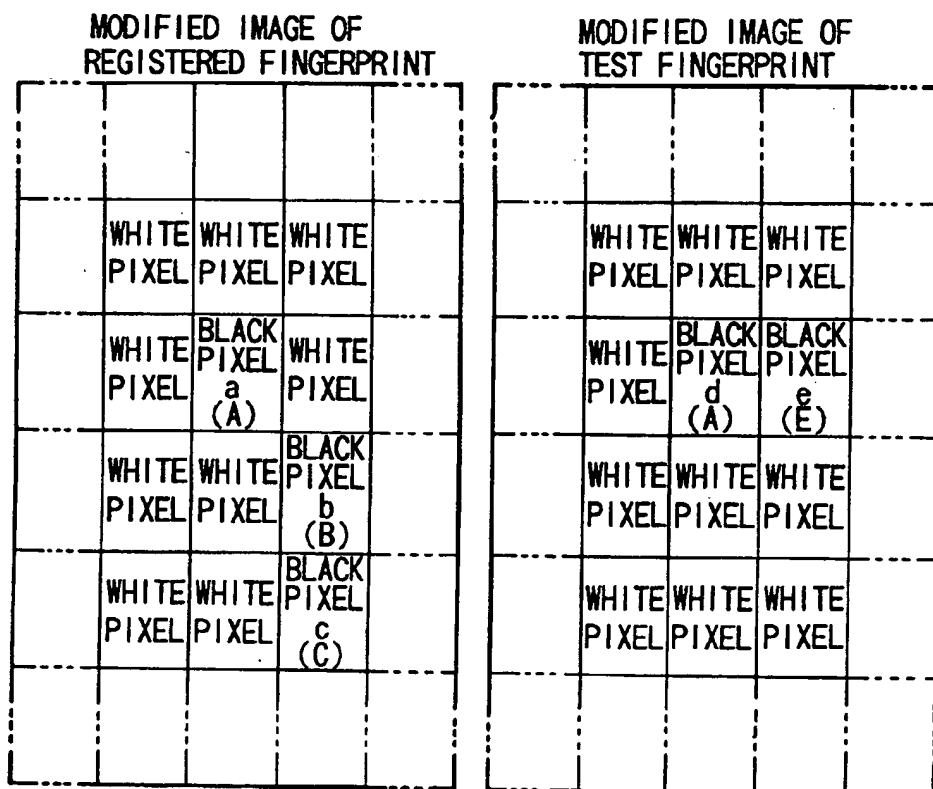 MODIFIED IMAGE OF
REGISTERED FINGERPRINT
WHITE WHITE WHITE
PIXEL PIXEL PIXEL
WHITE PIXEL
BLACK PIXEL
a
(A)
WHITE PIXEL
WHITE PIXEL
WHITE PIXEL
BLACK PIXEL
b
(B)
WHITE PIXEL
WHITE PIXEL
BLACK PIXEL
c
(C)
MODIFIED IMAGE OF
TEST FINGERPRINT
WHITE WHITE WHITE
PIXEL PIXEL PIXEL
WHITE PIXEL
BLACK PIXEL
d
(A)
BLACK PIXEL
e
(E)
WHITE WHITE WHITE
PIXEL PIXEL PIXEL
WHITE WHITE WHITE
PIXEL PIXEL PIXEL